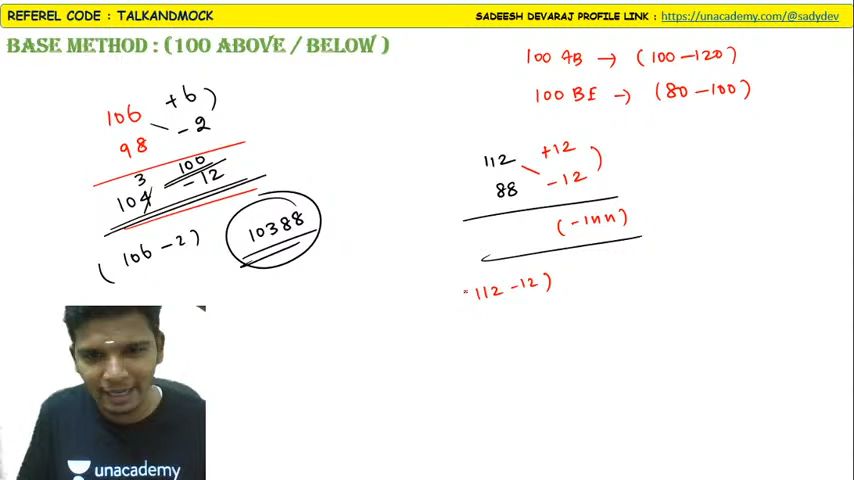 REFEREL CODE : TALKANDMOCK
SADEESH DEVARAJ PROFILE LINK : https://unacademy.com/@sadydev
BASE METHOD : (100 ABOVE / BELOW )
100 AB → (100 - 120)
100 BE → (80 - 100)
106 +6 )
98 - 2
3 100
104 - 12
(106 - 2)
10388
112 +12 )
88 - 12
(-144)
112 - 12 )
unacademy